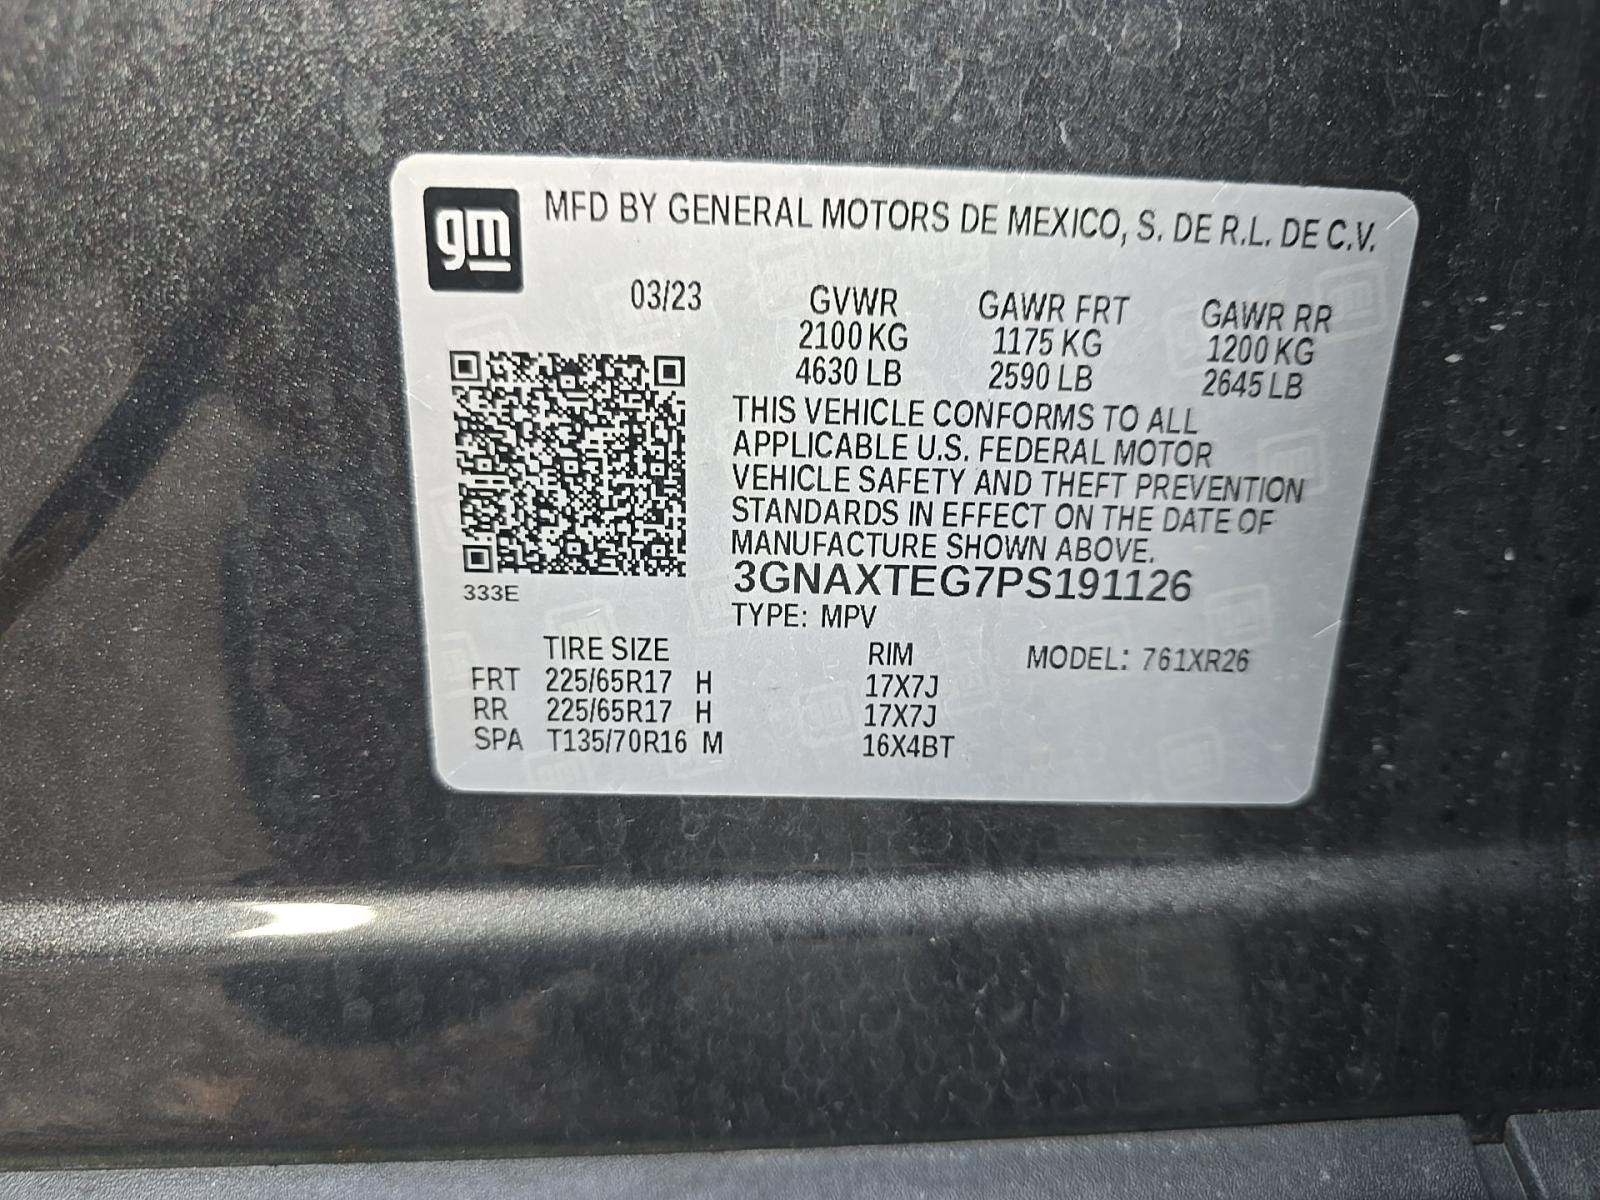 gm
MFD BY GENERAL MOTORS DE MEXICO, S. DE R.L. DE C.V.
03/23 GVWR GAWR FRT GAWR RR
2100 KG 1175 KG 1200 KG
4630 LB 2590 LB 2645 LB
THIS VEHICLE CONFORMS TO ALL
APPLICABLE U.S. FEDERAL MOTOR
VEHICLE SAFETY AND THEFT PREVENTION
STANDARDS IN EFFECT ON THE DATE OF
MANUFACTURE SHOWN ABOVE.
3GNAXTEG7PS191126
333E
TYPE: MPV
TIRE SIZE RIM MODEL: 761XR26
FRT 225/65R17 H 17X7J
RR 225/65R17 H 17X7J
SPA T135/70R16 M 16X4BT